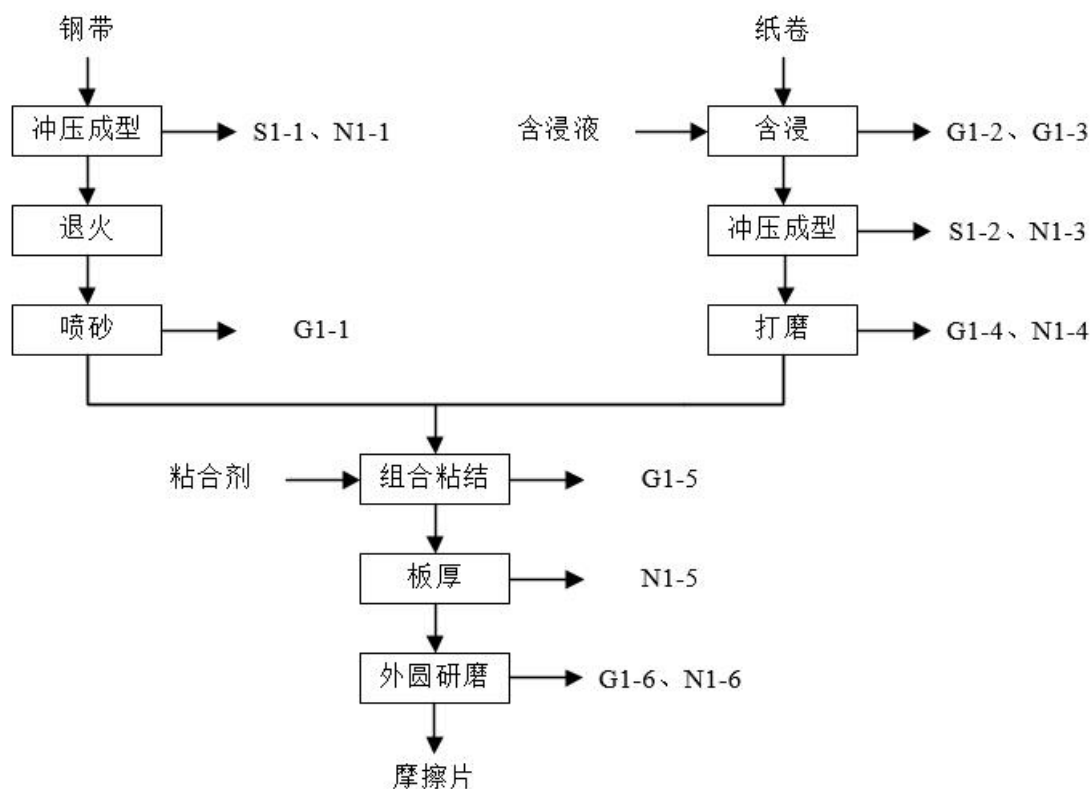 钢带
纸卷
冲压成型
S1-1、N1-1
含浸液
含浸
G1-2、G1-3
退火
冲压成型
S1-2、N1-3
喷砂
G1-1
打磨
G1-4、N1-4
粘合剂
组合粘结
G1-5
板厚
N1-5
外圆研磨
G1-6、N1-6
摩擦片